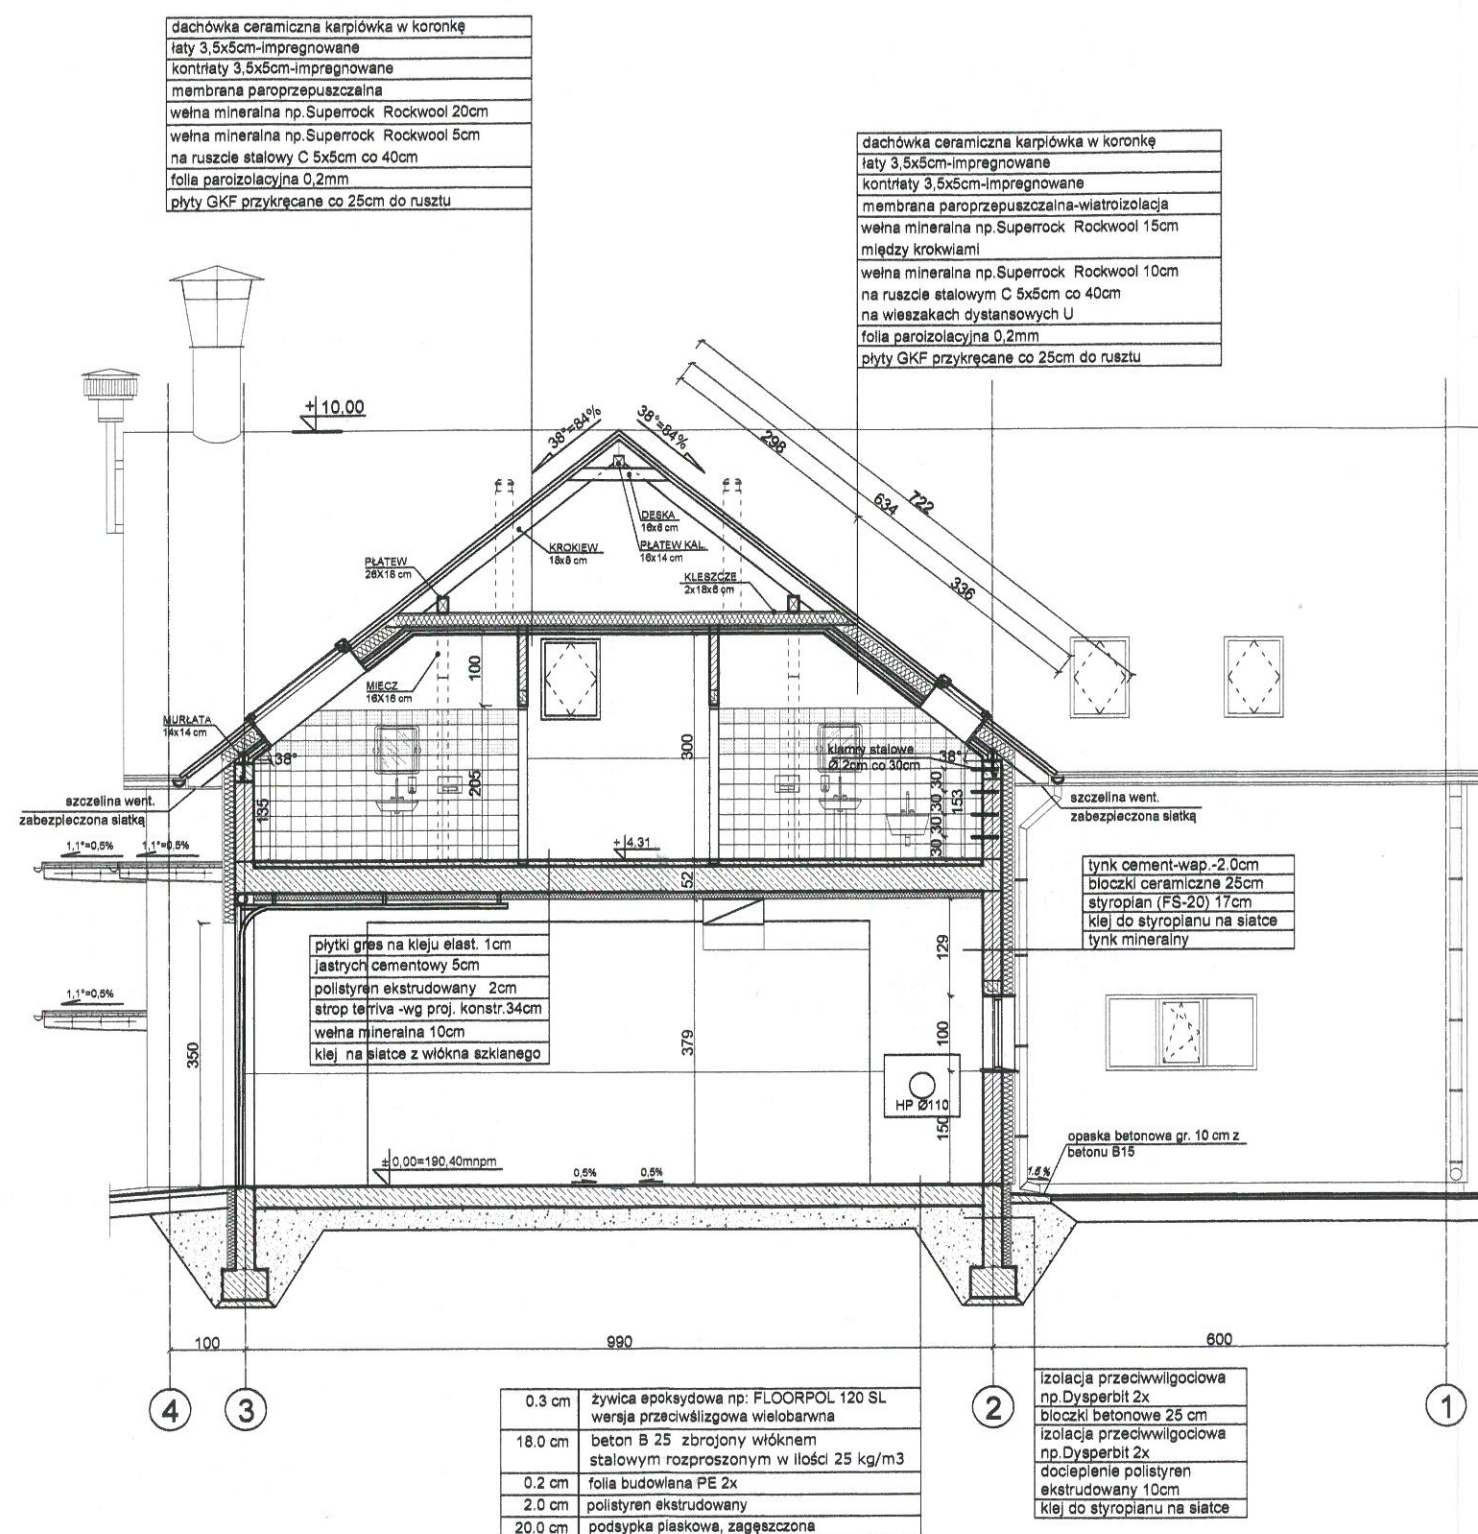 dachówka ceramiczna karpiówka w koronkę
łaty 3,5x5cm-impregnowane
kontrłaty 3,5x5cm-impregnowane
membrana paroprzepuszczalna
wełna mineralna np.Superrock Rockwool 20cm
wełna mineralna np.Superrock Rockwool 5cm
na ruszcie stalowy C 5x5cm co 40cm
folia paroizolacyjna 0,2mm
płyty GKF przykręcane co 25cm do rusztu
dachówka ceramiczna karpiówka w koronkę
łaty 3,5x5cm-impregnowane
kontrłaty 3,5x5cm-impregnowane
membrana paroprzepuszczalna-wiatroizolacja
wełna mineralna np.Superrock Rockwool 15cm
między krokwiami
wełna mineralna np.Superrock Rockwool 10cm
na ruszcie stalowym C 5x5cm co 40cm
na wieszakach dystansowych U
folia paroizolacyjna 0,2mm
płyty GKF przykręcane co 25cm do rusztu
+ 10,00
38°=84%
38°=84%
298
634
722
336
DESKA
16x6 cm
KROKIEW
18x8 cm
PŁATEW KAL.
16x14 cm
PŁATEW
26X16 cm
KLESZCZE
2x18x6 cm
MIECZ
16X16 cm
100
MURŁATA
14x14 cm
38°
300
205
135
klamry stalowe
Ø 2cm co 30cm
38°
30
30
30
30
153
szczelina went.
zabezpieczona siatką
szczelina went.
zabezpieczona siatką
1,1°=0,5%
1,1°=0,5%
+ 4,31
52
tynk cement-wap.-2.0cm
bloczki ceramiczne 25cm
styropian (FS-20) 17cm
klej do styropianu na siatce
tynk mineralny
płytki gres na kleju elast. 1cm
jastrych cementowy 5cm
polistyren ekstrudowany 2cm
strop terriva -wg proj. konstr.34cm
wełna mineralna 10cm
klej na siatce z włókna szklanego
129
1,1°=0,5%
350
379
100
HP Ø110
150
opaska betonowa gr. 10 cm z
betonu B15
± 0,00=190,40mnpm
0,5%
0,5%
1.5 %
100
990
600
4
3
2
1
0.3 cm żywica epoksydowa np: FLOORPOL 120 SL
wersja przeciwślizgowa wielobarwna
18.0 cm beton B 25 zbrojony włóknem
stalowym rozproszonym w ilości 25 kg/m3
0.2 cm folia budowlana PE 2x
2.0 cm polistyren ekstrudowany
20.0 cm podsypka piaskowa, zagęszczona
izolacja przeciwwilgociowa
np.Dysperbit 2x
bloczki betonowe 25 cm
izolacja przeciwwilgociowa
np.Dysperbit 2x
docieplenie polistyren
ekstrudowany 10cm
klej do styropianu na siatce